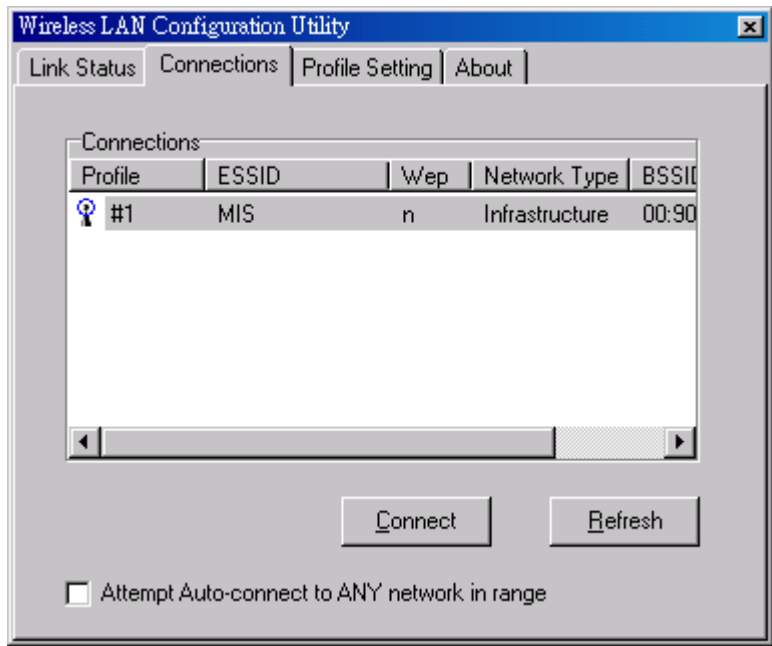 Wireless LAN Configuration Utility
Link Status Connections Profile Setting About
Connections
Profile ESSID Wep Network Type BSSID
#1 MIS n Infrastructure 00:90
Connect Refresh
Attempt Auto-connect to ANY network in range